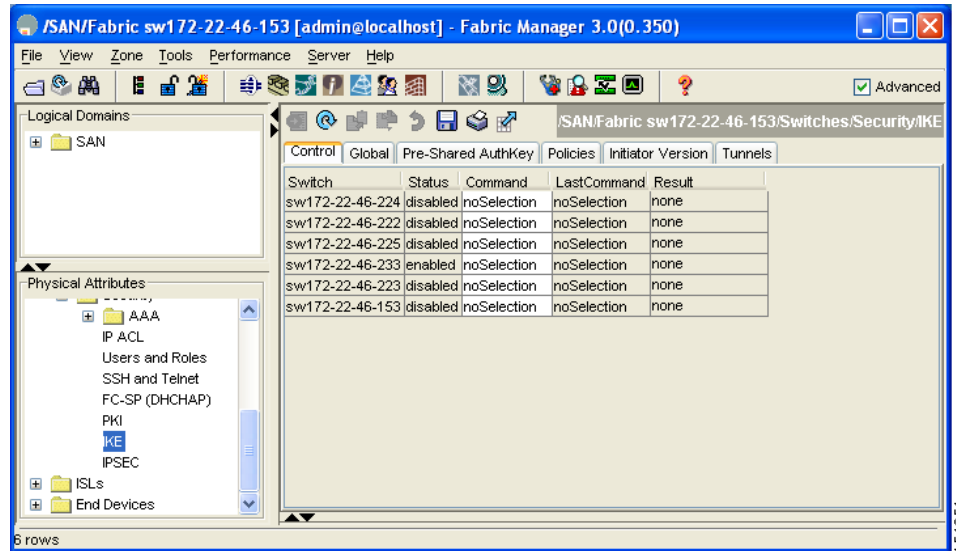 /SAN/Fabric sw172-22-46-153 [admin@localhost] - Fabric Manager 3.0(0.350)
File View Zone Tools Performance Server Help
Advanced
Logical Domains
SAN
/SAN/Fabric sw172-22-46-153/Switches/Security/IKE
Control Global Pre-Shared AuthKey Policies Initiator Version Tunnels
Switch Status Command LastCommand Result
sw172-22-46-224 disabled noSelection noSelection none
sw172-22-46-222 disabled noSelection noSelection none
sw172-22-46-225 disabled noSelection noSelection none
sw172-22-46-233 enabled noSelection noSelection none
sw172-22-46-223 disabled noSelection noSelection none
sw172-22-46-153 disabled noSelection noSelection none
Physical Attributes
AAA
IP ACL
Users and Roles
SSH and Telnet
FC-SP (DHCHAP)
PKI
IKE
IPSEC
ISLs
End Devices
6 rows